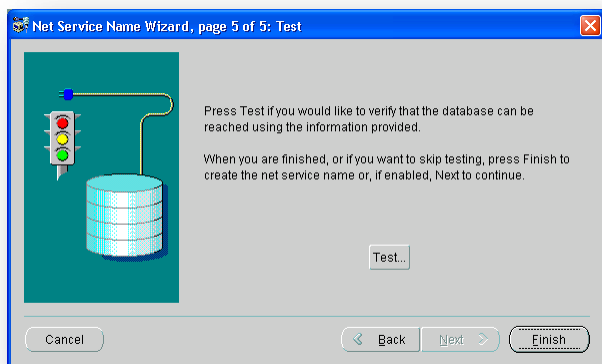 Net Service Name Wizard, page 5 of 5: Test
Press Test if you would like to verify that the database can be
reached using the information provided.
When you are finished, or if you want to skip testing, press Finish to
create the net service name or, if enabled, Next to continue.
Test...
Cancel
Back
Next
Finish